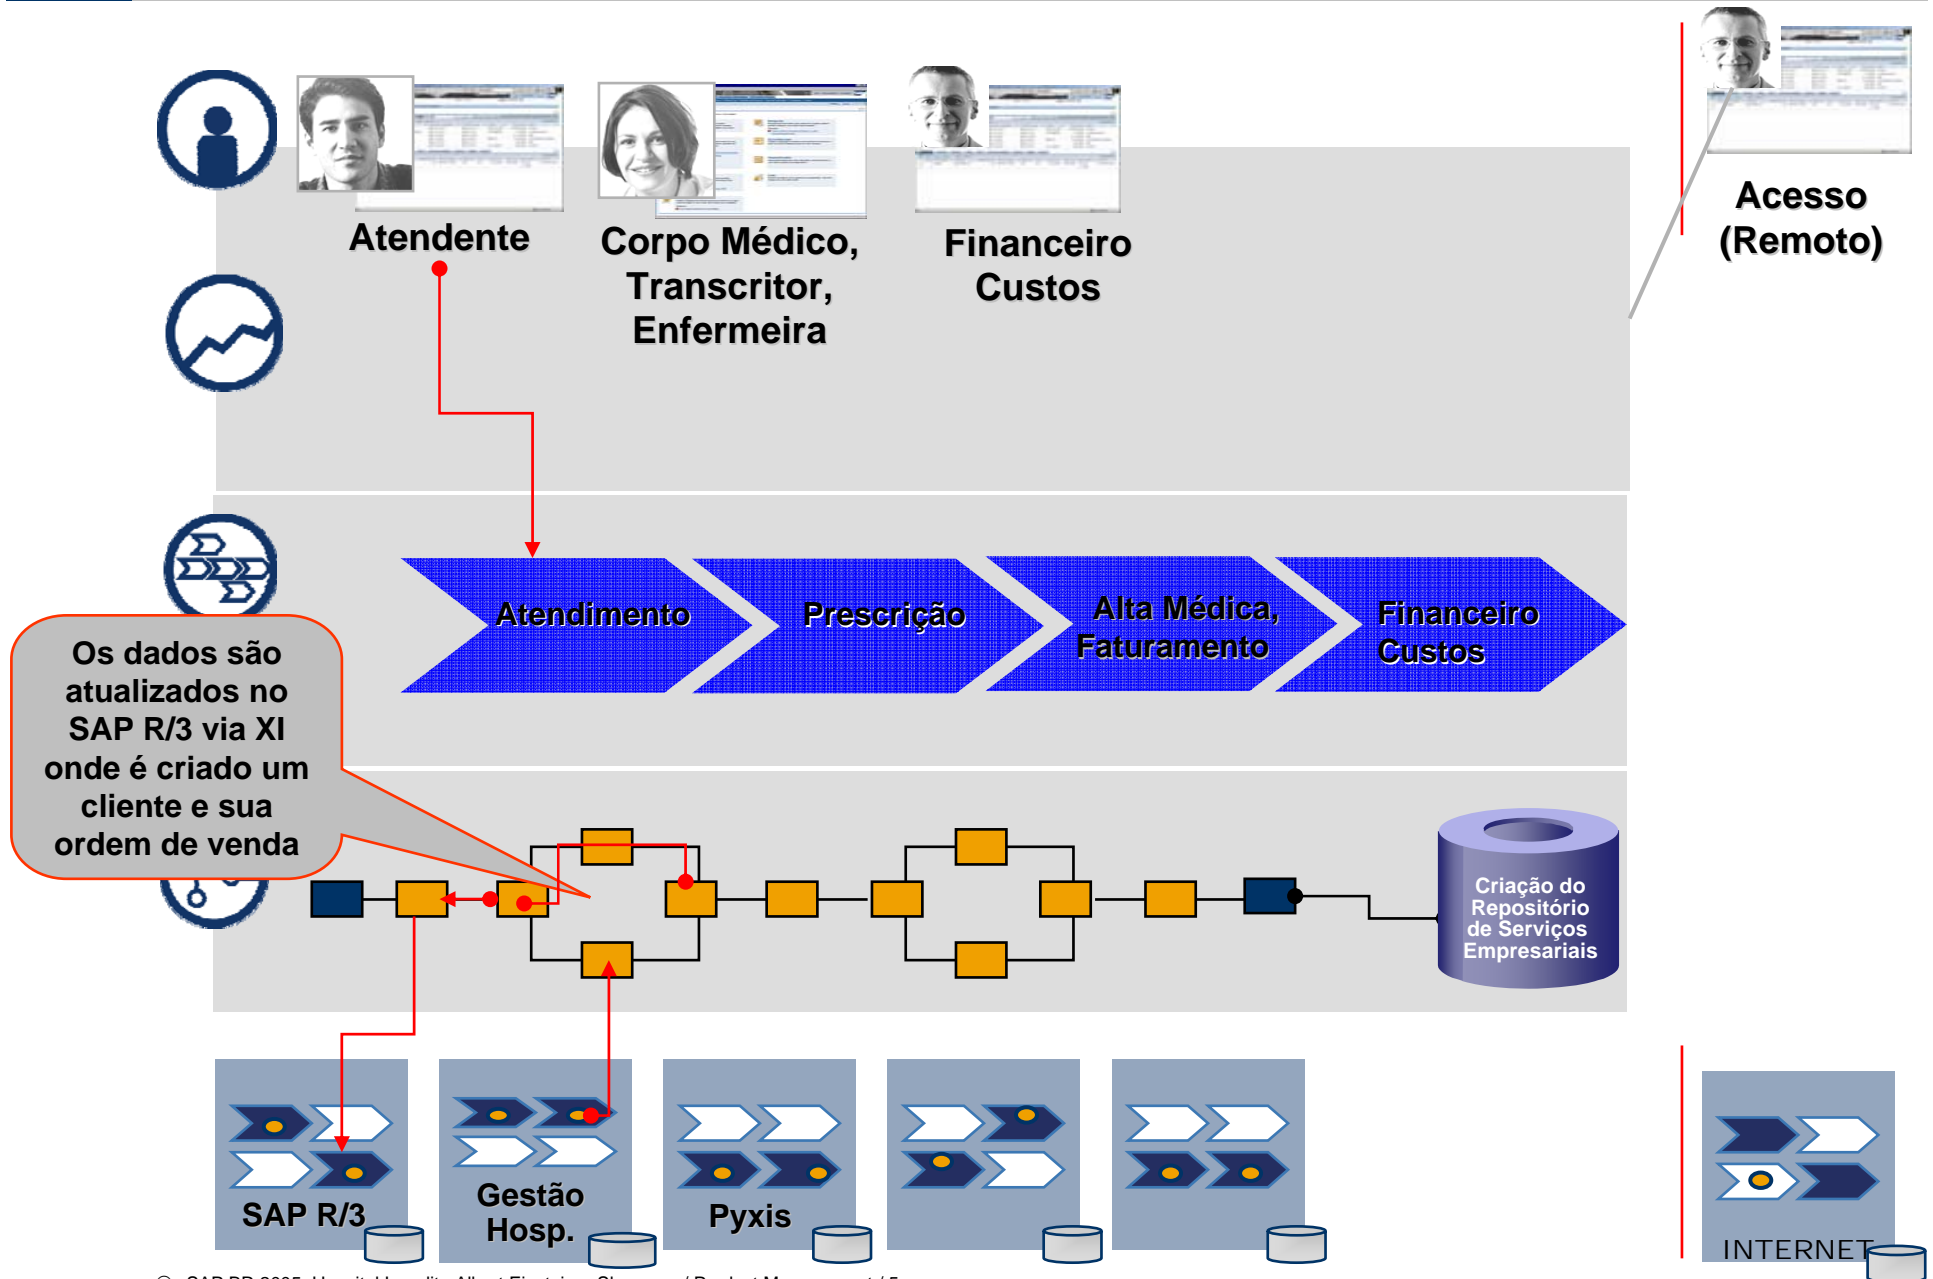 Atendente
Corpo Médico,
Transcritor,
Enfermeira
Financeiro
Custos
Acesso
(Remoto)
Atendimento
Prescrição
Alta Médica,
Faturamento
Financeiro
Custos
Os dados são
atualizados no
SAP R/3 via XI
onde é criado um
cliente e sua
ordem de venda
Criação do
Repositório
de Serviços
Empresariais
SAP R/3
Gestão
Hosp.
Pyxis
INTERNET